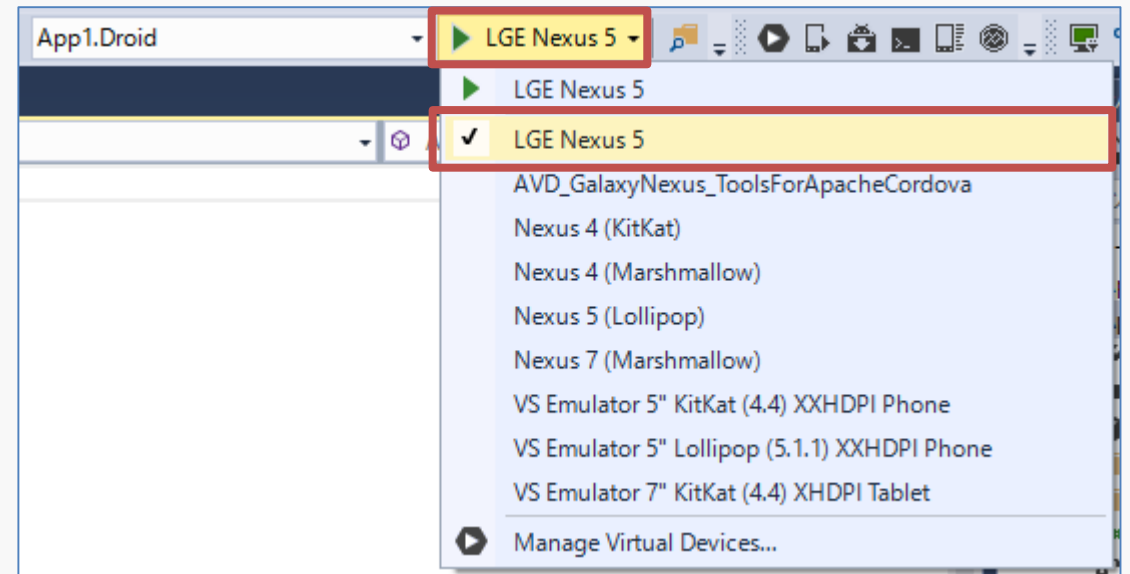 App1.Droid
LGE Nexus 5
LGE Nexus 5
LGE Nexus 5
AVD_GalaxyNexus_ToolsForApacheCordova
Nexus 4 (KitKat)
Nexus 4 (Marshmallow)
Nexus 5 (Lollipop)
Nexus 7 (Marshmallow)
VS Emulator 5" KitKat (4.4) XXHDPI Phone
VS Emulator 5" Lollipop (5.1.1) XXHDPI Phone
VS Emulator 7" KitKat (4.4) XHDPI Tablet
Manage Virtual Devices...